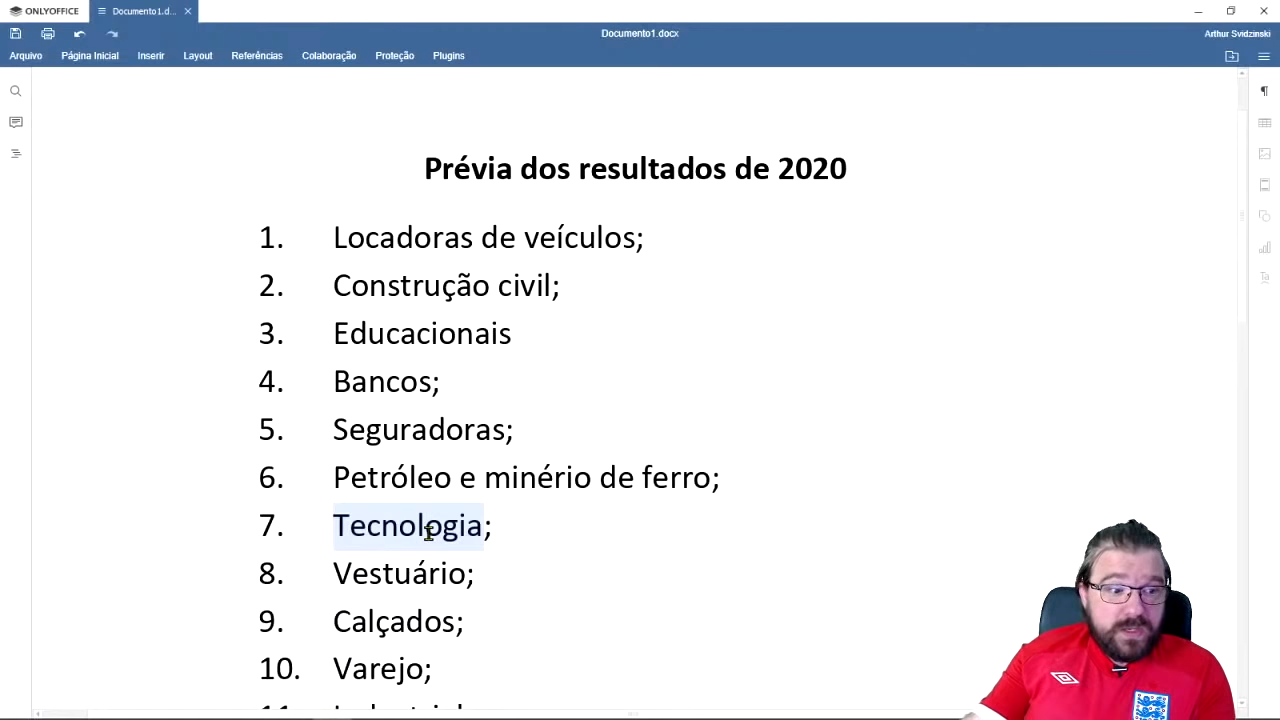 ONLYOFFICE
Documento1.d...
Documento1.docx
Arthur Svidzinski
Arquivo Página Inicial Inserir Layout Referências Colaboração Proteção Plugins
Prévia dos resultados de 2020
1. Locadoras de veículos;
2. Construção civil;
3. Educacionais
4. Bancos;
5. Seguradoras;
6. Petróleo e minério de ferro;
7. Tecnologia;
8. Vestuário;
9. Calçados;
10. Varejo;